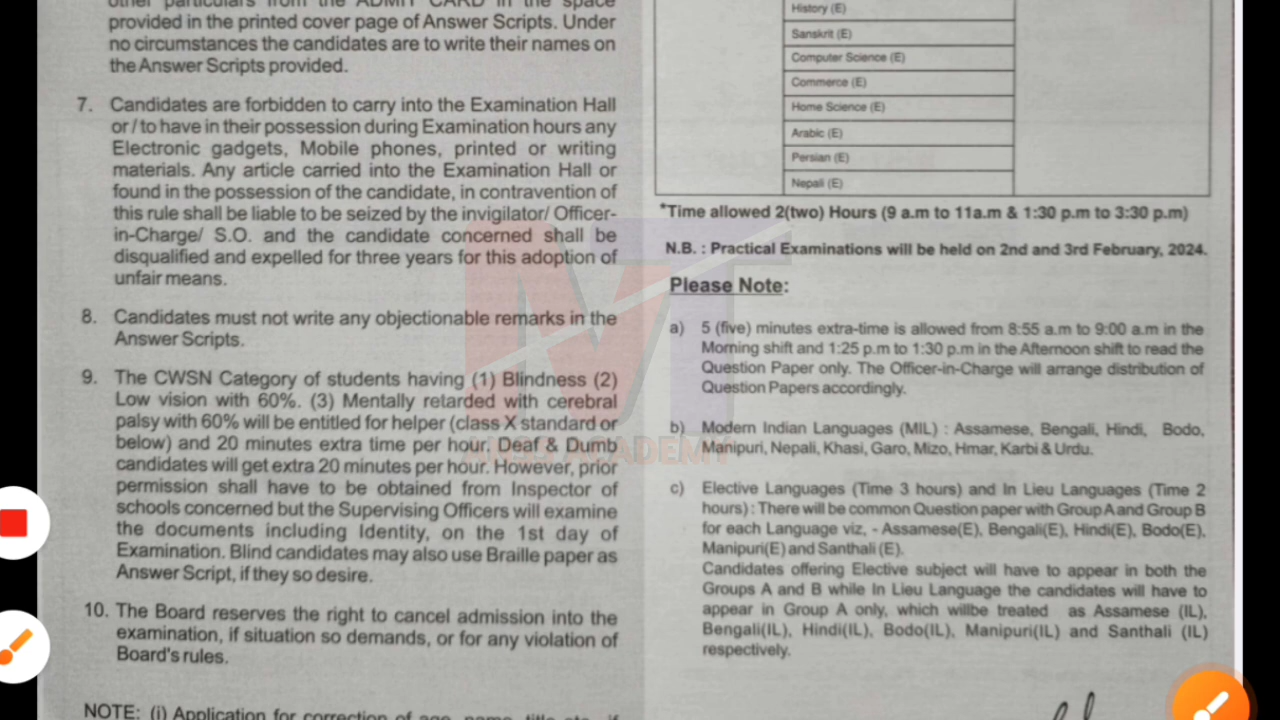 provided in the printed cover page of Answer Scripts. Under
no circumstances the candidates are to write their names on
the Answer Scripts provided.
7. Candidates are forbidden to carry into the Examination Hall
or / to have in their possession during Examination hours any
Electronic gadgets, Mobile phones, printed or writing
materials. Any article carried into the Examination Hall or
found in the possession of the candidate, in contravention of
this rule shall be liable to be seized by the invigilator/ Officer-
in-Charge/ S.O. and the candidate concerned shall be
disqualified and expelled for three years for this adoption of
unfair means.
8. Candidates must not write any objectionable remarks in the
Answer Scripts.
9. The CWSN Category of students having (1) Blindness (2)
Low vision with 60%. (3) Mentally retarded with cerebral
palsy with 60% will be entitled for helper (class X standard or
below) and 20 minutes extra time per hour. Deaf & Dumb
candidates will get extra 20 minutes per hour. However, prior
permission shall have to be obtained from Inspector of
schools concerned but the Supervising Officers will examine
the documents including Identity, on the 1st day of
Examination. Blind candidates may also use Braille paper as
Answer Script, if they so desire.
10. The Board reserves the right to cancel admission into the
examination, if situation so demands, or for any violation of
Board's rules.
NOTE: (i) Application for correction of age, name, title etc. if
History (E)
Sanskrit (E)
Computer Science (E)
Commerce (E)
Home Science (E)
Arabic (E)
Persian (E)
Nepali (E)
*Time allowed 2(two) Hours (9 a.m to 11a.m & 1:30 p.m to 3:30 p.m)
N.B. : Practical Examinations will be held on 2nd and 3rd February, 2024.
Please Note:
a) 5 (five) minutes extra-time is allowed from 8:55 a.m to 9:00 a.m in the
Morning shift and 1:25 p.m to 1:30 p.m in the Afternoon shift to read the
Question Paper only. The Officer-in-Charge will arrange distribution of
Question Papers accordingly.
b) Modern Indian Languages (MIL) : Assamese, Bengali, Hindi, Bodo,
Manipuri, Nepali, Khasi, Garo, Mizo, Hmar, Karbi & Urdu.
c) Elective Languages (Time 3 hours) and In Lieu Languages (Time 2
hours) : There will be common Question paper with Group A and Group B
for each Language viz, - Assamese(E), Bengali(E), Hindi(E), Bodo(E),
Manipuri(E) and Santhali (E).
Candidates offering Elective subject will have to appear in both the
Groups A and B while In Lieu Language the candidates will have to
appear in Group A only, which willbe treated as Assamese (IL),
Bengali(IL), Hindi(IL), Bodo(IL), Manipuri(IL) and Santhali (IL)
respectively.